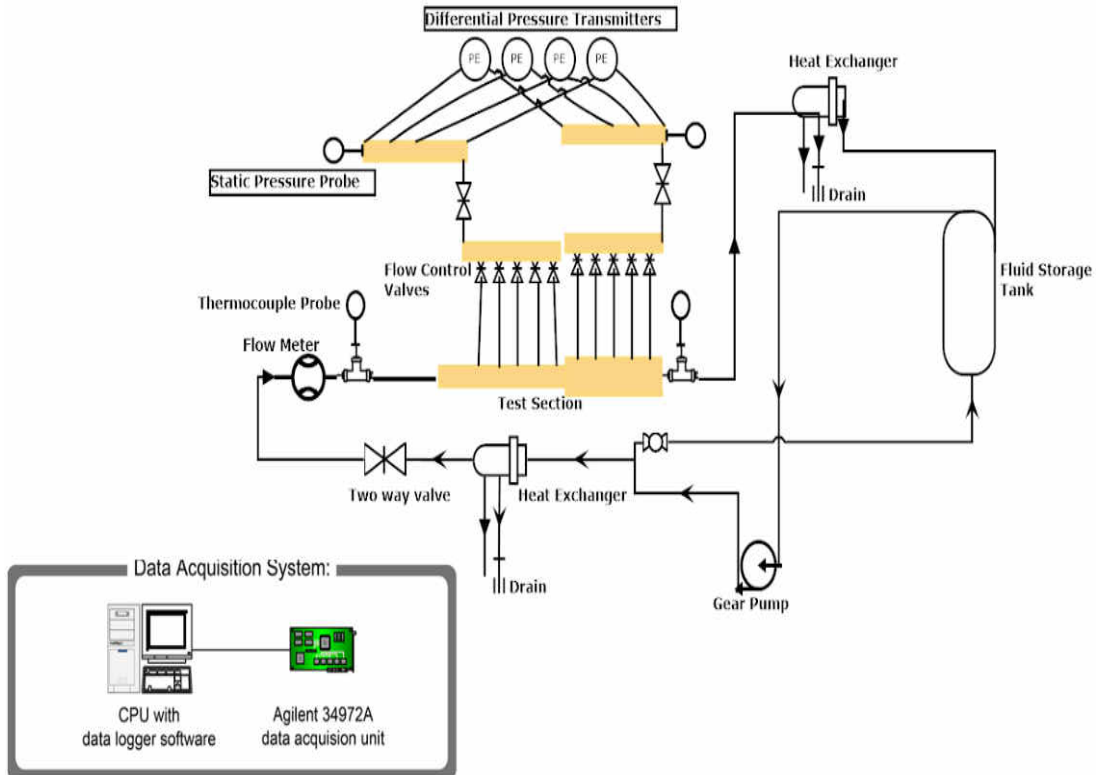 Differential Pressure Transmitters
PE PE PE PE
Heat Exchanger
Static Pressure Probe
Drain
Flow Control
Valves
Fluid Storage
Tank
Thermocouple Probe
Flow Meter
Test Section
Two way valve
Heat Exchanger
Drain
Gear Pump
Data Acquisition System:
CPU with
data logger software
Agilent 34972A
data acquision unit